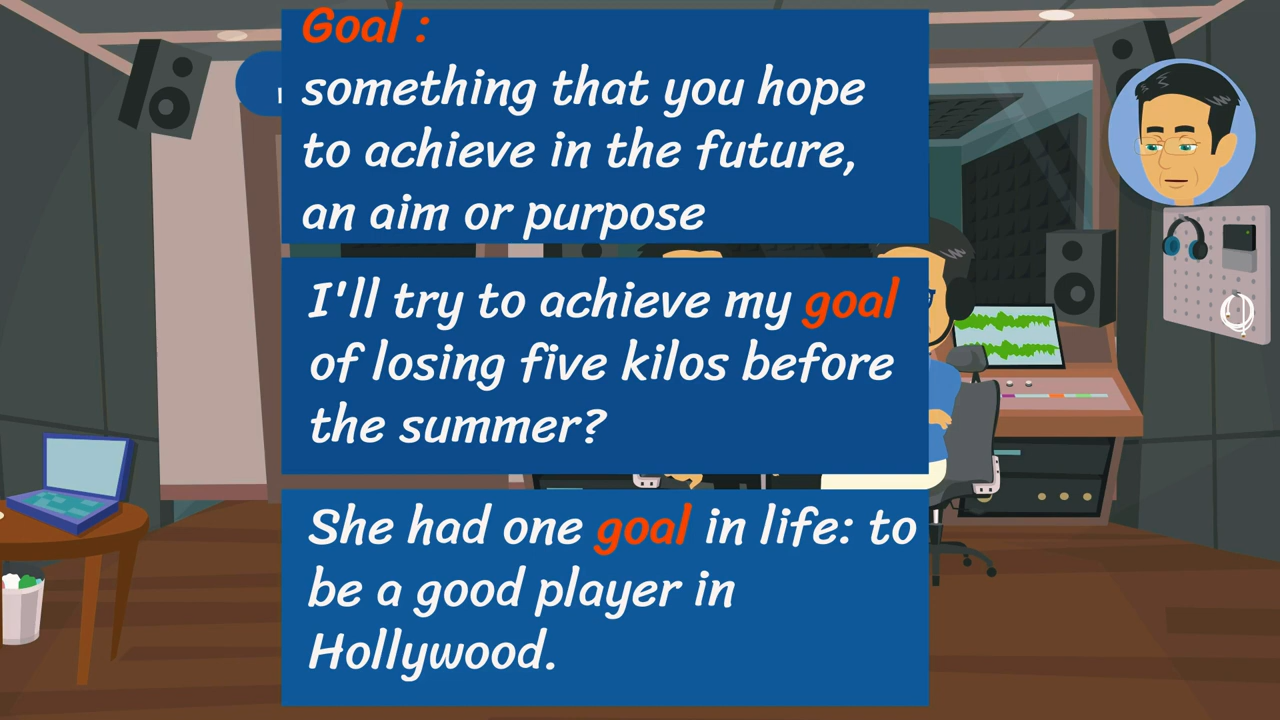 Goal :
something that you hope
to achieve in the future,
an aim or purpose
I'll try to achieve my goal
of losing five kilos before
the summer?
She had one goal in life: to
be a good player in
Hollywood.